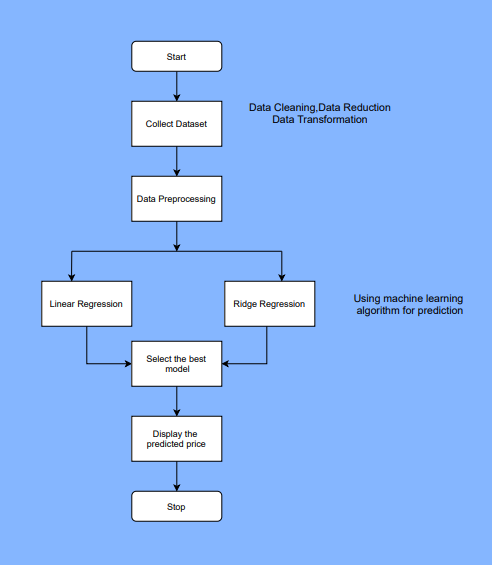 Start
Collect Dataset
Data Cleaning,Data Reduction
Data Transformation
Data Preprocessing
Linear Regression
Ridge Regression
Using machine learning
algorithm for prediction
Select the best
model
Display the
predicted price
Stop